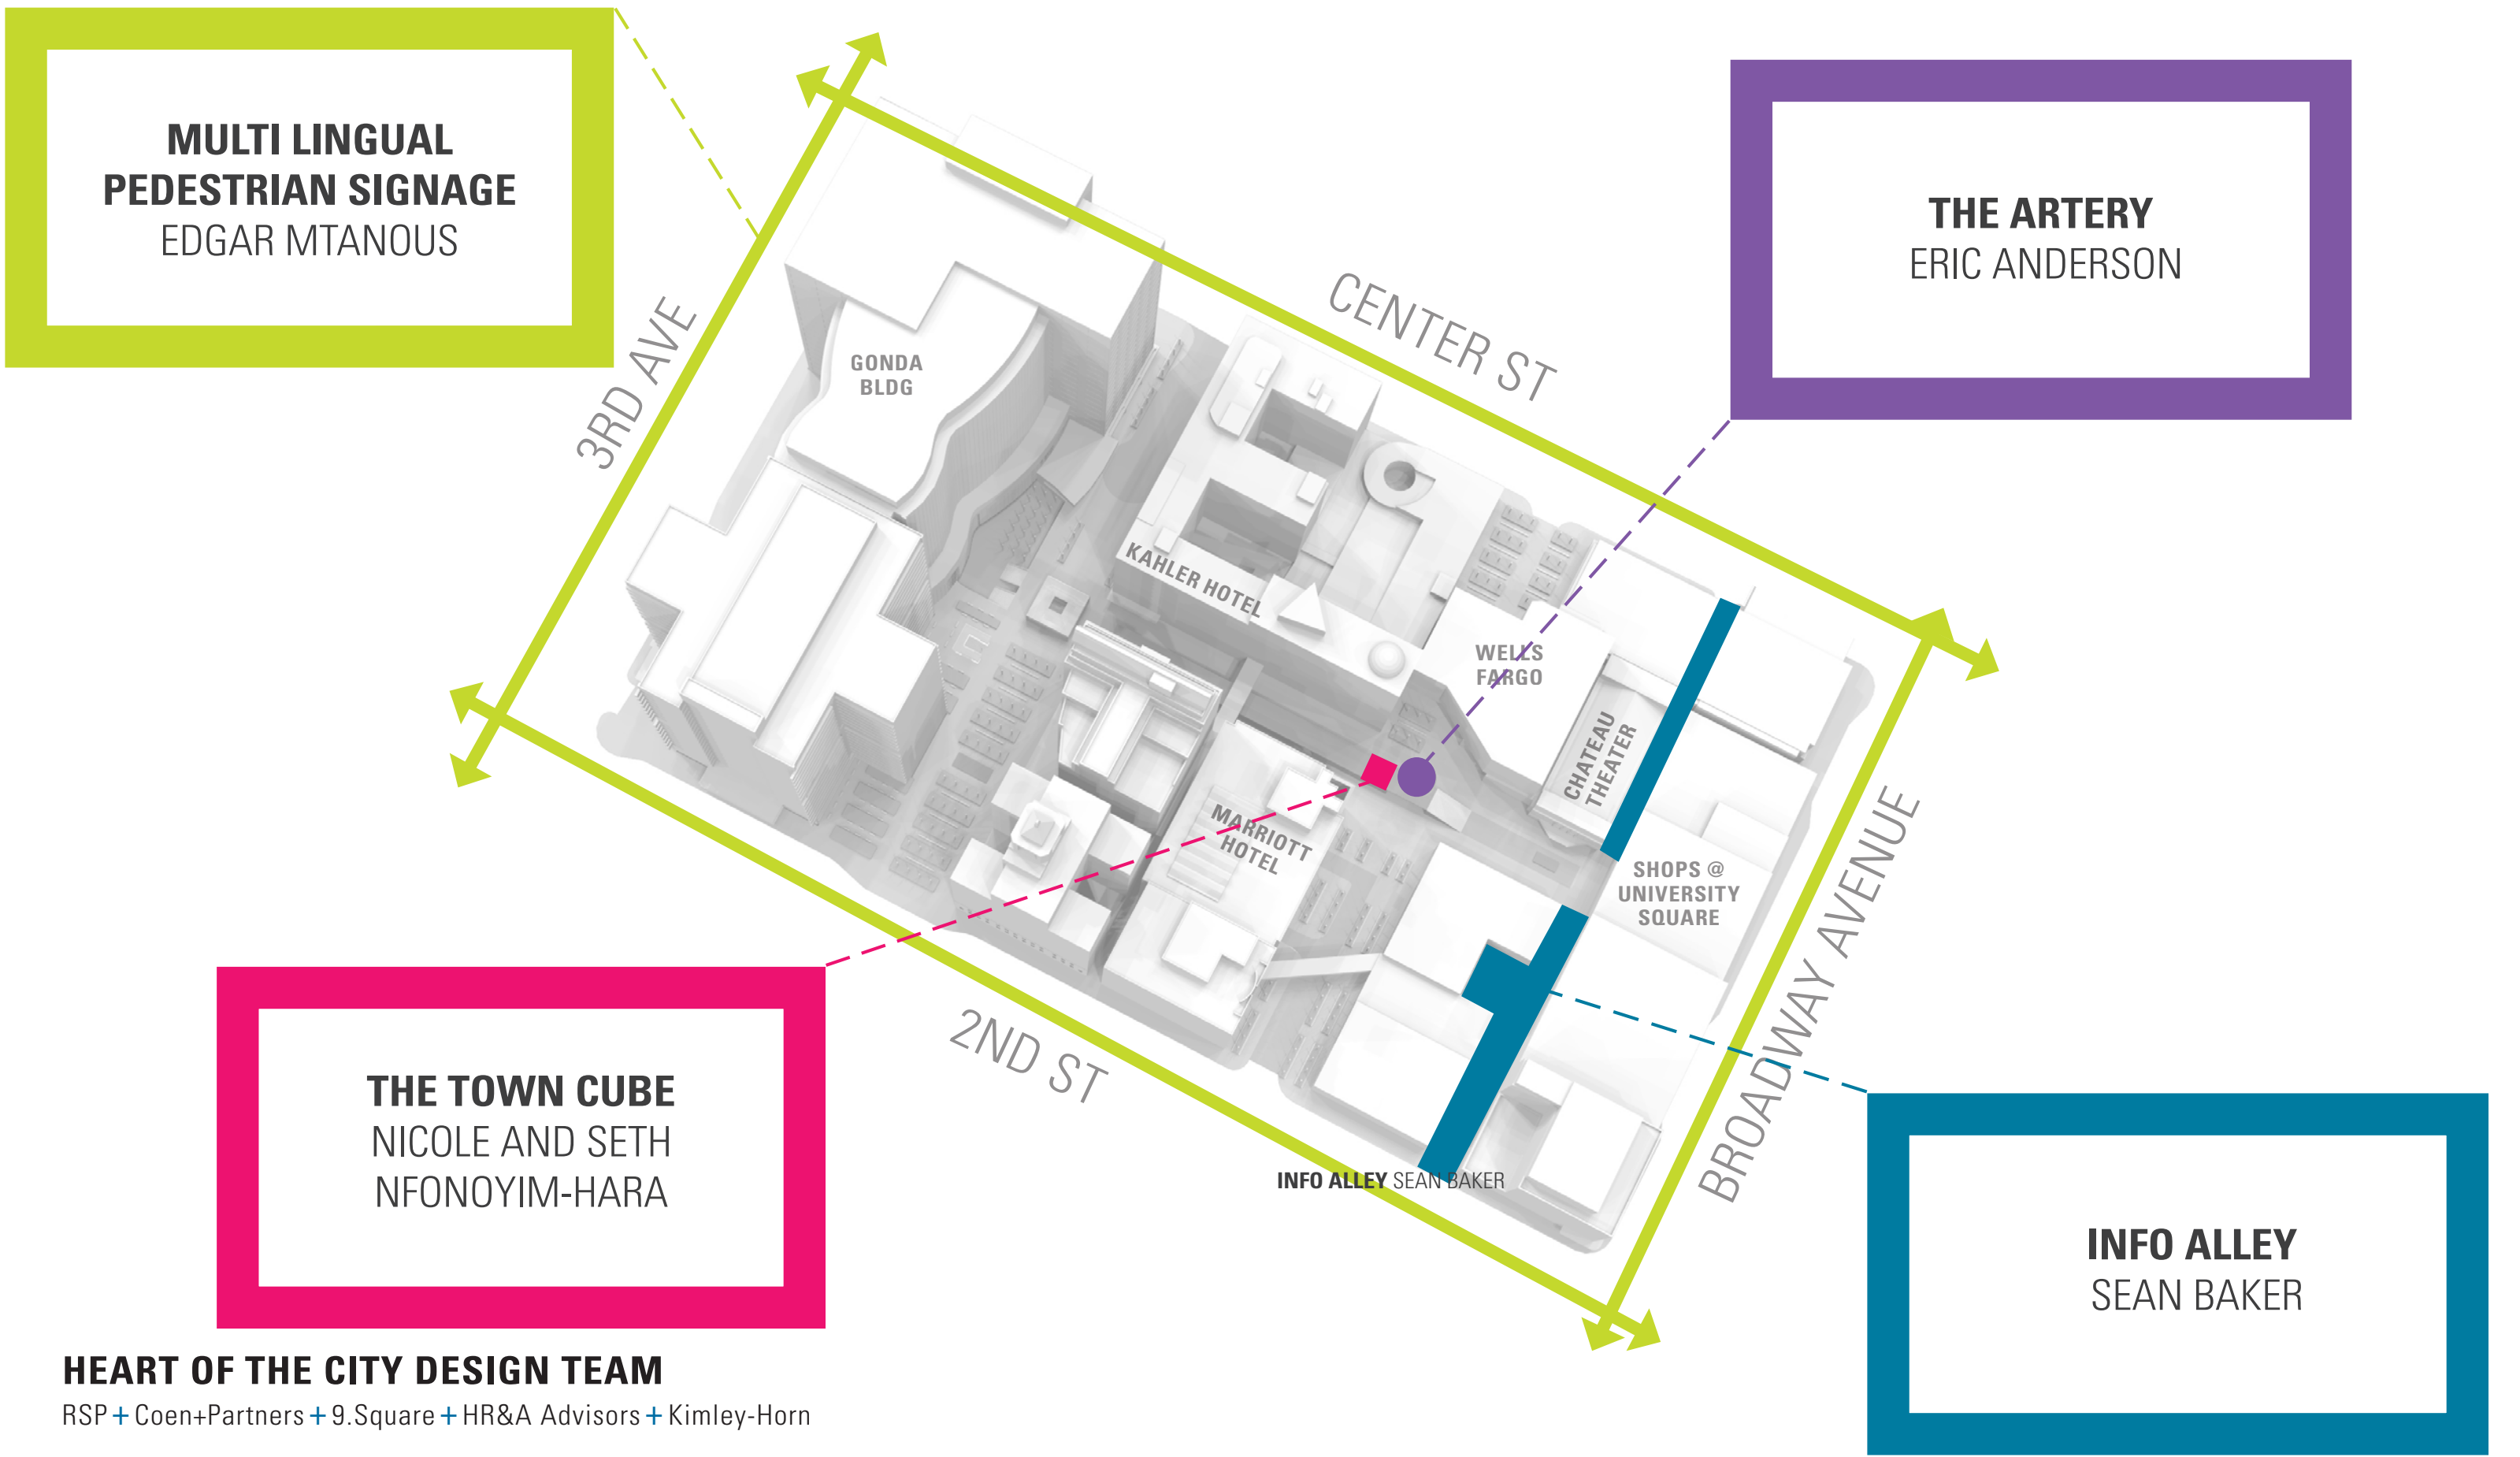 MULTI LINGUAL
PEDESTRIAN SIGNAGE
EDGAR MTANOUS
THE ARTERY
ERIC ANDERSON
3RD AVE
CENTER ST
GONDA
BLDG
KAHLER HOTEL
WELLS
FARGO
CHATEAU
THEATER
MARRIOTT
HOTEL
SHOPS @
UNIVERSITY
SQUARE
BROADWAY AVENUE
2ND ST
INFO ALLEY SEAN BAKER
THE TOWN CUBE
NICOLE AND SETH
NFONOYIM-HARA
INFO ALLEY
SEAN BAKER
HEART OF THE CITY DESIGN TEAM
RSP + Coen+Partners + 9.Square + HR&A Advisors + Kimley-Horn